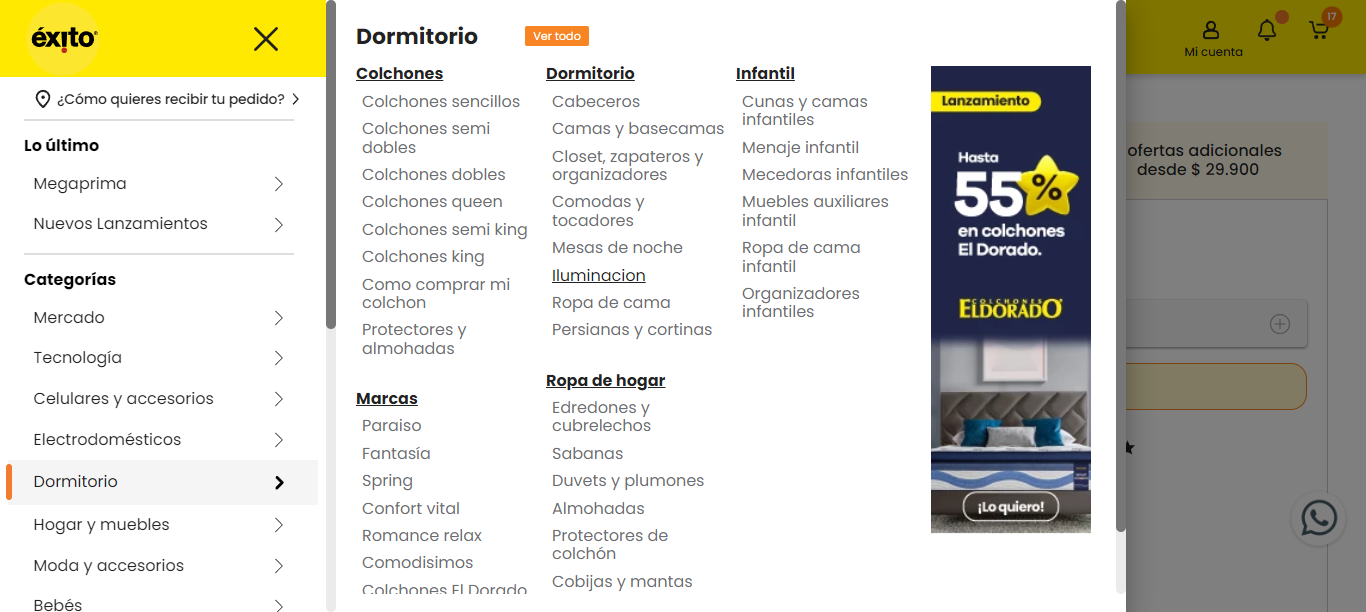 éxito
¿Cómo quieres recibir tu pedido?
Lo último
Megaprima
Nuevos Lanzamientos
Categorías
Mercado
Tecnología
Celulares y accesorios
Electrodomésticos
Dormitorio
Hogar y muebles
Moda y accesorios
Bebés
Dormitorio
Ver todo
Colchones
Colchones sencillos
Colchones semi
dobles
Colchones dobles
Colchones queen
Colchones semi king
Colchones king
Como comprar mi
colchon
Protectores y
almohadas
Marcas
Paraiso
Fantasía
Spring
Confort vital
Romance relax
Comodisimos
Colchones El Dorado
Dormitorio
Cabeceros
Camas y basecamas
Closet, zapateros y
organizadores
Comodas y
tocadores
Mesas de noche
Iluminacion
Ropa de cama
Persianas y cortinas
Ropa de hogar
Edredones y
cubrelechos
Sabanas
Duvets y plumones
Almohadas
Protectores de
colchón
Cobijas y mantas
Infantil
Cunas y camas
infantiles
Menaje infantil
Mecedoras infantiles
Muebles auxiliares
infantil
Ropa de cama
infantil
Organizadores
infantiles
Lanzamiento
Hasta
55%
en colchones
El Dorado.
COLCHONES
ELDORADO
¡Lo quiero!
Mi cuenta
17
ofertas adicionales
desde $ 29.900